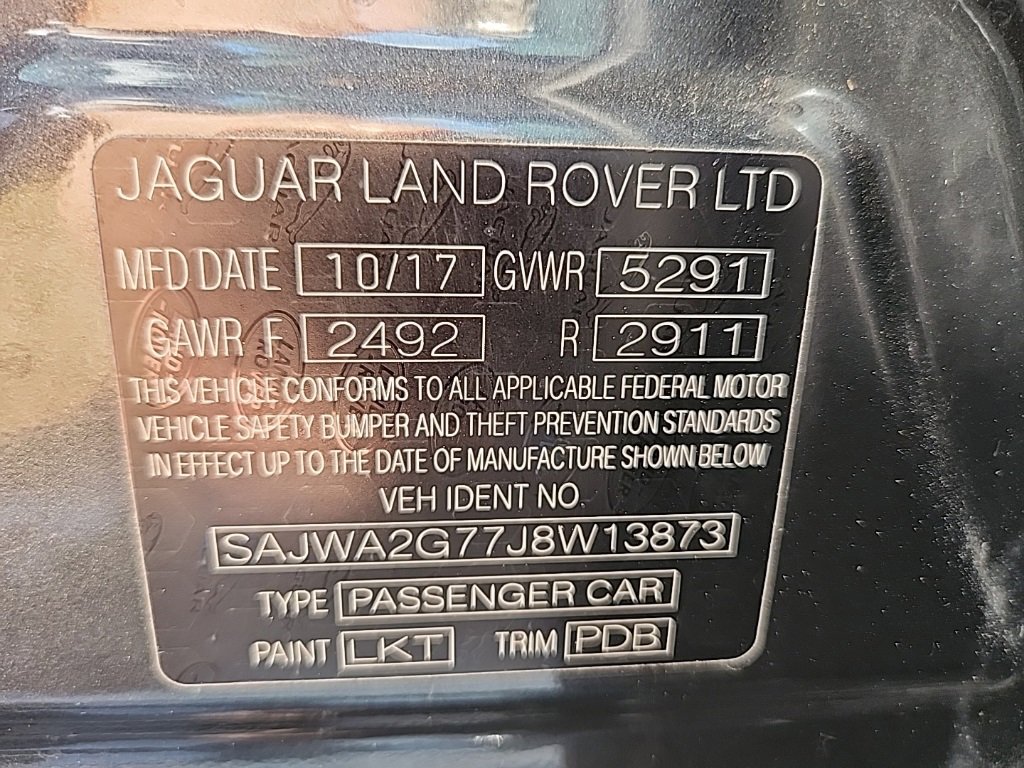 JAGUAR LAND ROVER LTD
MFD DATE 10/17 GVWR 5291
GAWR F 2492 R 2911
THIS VEHICLE CONFORMS TO ALL APPLICABLE FEDERAL MOTOR
VEHICLE SAFETY BUMPER AND THEFT PREVENTION STANDARDS
IN EFFECT UP TO THE DATE OF MANUFACTURE SHOWN BELOW
VEH IDENT NO.
SAJWA2G77J8W13873
TYPE PASSENGER CAR
PAINT LKT TRIM PDB
LAND
ROVER